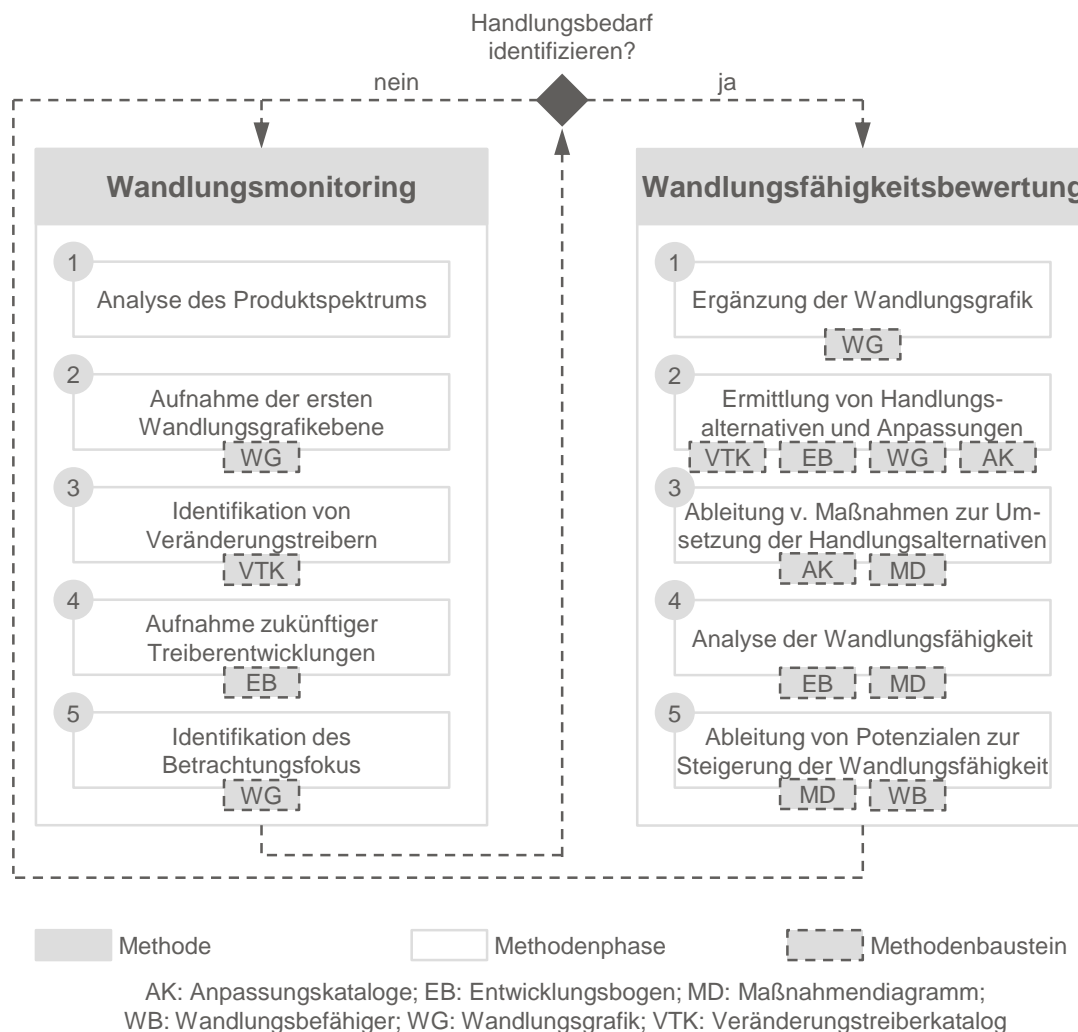 Handlungsbedarf
identifizieren?
nein
ja
Wandlungsmonitoring
1
Analyse des Produktspektrums
2
Aufnahme der ersten
Wandlungsgrafikebene
WG
3
Identifikation von
Veränderungstreibern
VTK
4
Aufnahme zukünftiger
Treiberentwicklungen
EB
5
Identifikation des
Betrachtungsfokus
WG
Wandlungsfähigkeitsbewertung
1
Ergänzung der Wandlungsgrafik
WG
2
Ermittlung von Handlungs-
alternativen und Anpassungen
VTK EB WG AK
3
Ableitung v. Maßnahmen zur Um-
setzung der Handlungsalternativen
AK MD
4
Analyse der Wandlungsfähigkeit
EB MD
5
Ableitung von Potenzialen zur
Steigerung der Wandlungsfähigkeit
MD WB
Methode Methodenphase Methodenbaustein
AK: Anpassungskataloge; EB: Entwicklungsbogen; MD: Maßnahmendiagramm;
WB: Wandlungsbefähiger; WG: Wandlungsgrafik; VTK: Veränderungstreiberkatalog